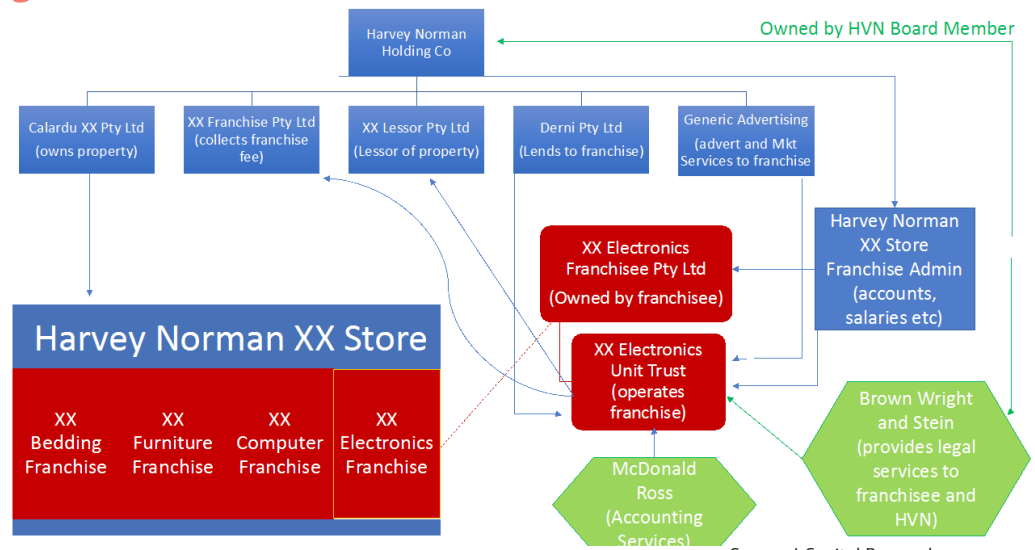 Owned by HVN Board Member
Harvey Norman
Holding Co
Calardu XX Pty Ltd
(owns property)
XX Franchise Pty Ltd
(collects franchise
fee)
XX Lessor Pty Ltd
(Lessor of property)
Derni Pty Ltd
(Lends to franchise)
Generic Advertising
(advert and Mkt
Services to franchise
Harvey Norman
XX Store
Franchise Admin
(accounts,
salaries etc)
XX Electronics
Franchisee Pty Ltd
(Owned by franchisee)
Harvey Norman XX Store
XX Electronics
Unit Trust
(operates
franchise)
XX
Bedding
Franchise
XX
Furniture
Franchise
XX
Computer
Franchise
XX
Electronics
Franchise
Brown Wright
and Stein
(provides legal
services to
franchisee and
HVN)
McDonald
Ross
(Accounting
Services)